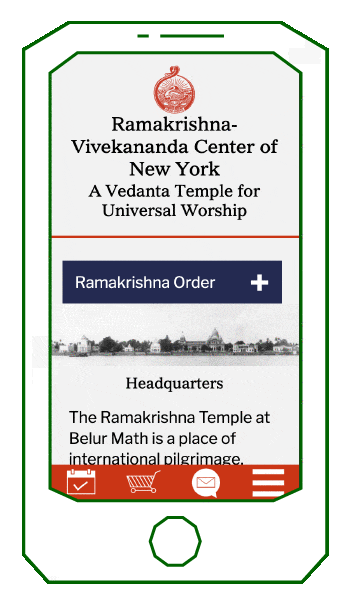 Ramakrishna-
Vivekananda Center of
New York
A Vedanta Temple for
Universal Worship
Ramakrishna Order
Headquarters
The Ramakrishna Temple at
Belur Math is a place of
international pilgrimage.